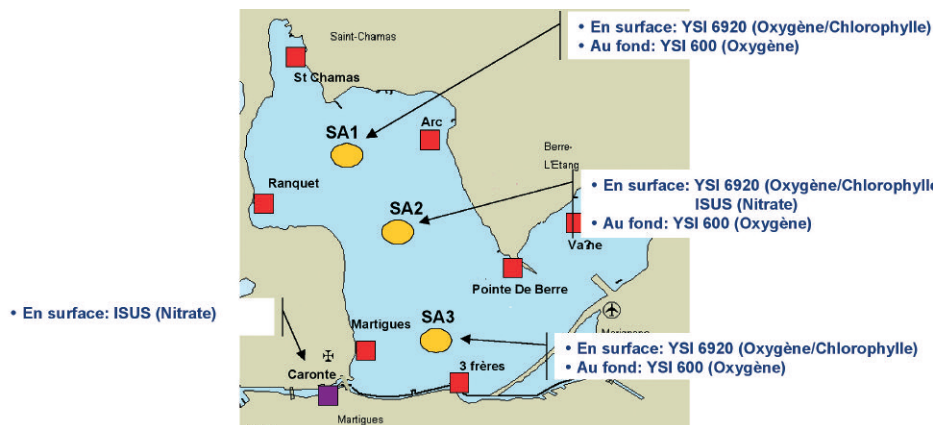 • En surface: YSI 6920 (Oxygène/Chlorophylle)
• Au fond: YSI 600 (Oxygène)
Saint-Chamas
St Chamas
SA1
Arc
Berre-
L'Etang
Ranquet
• En surface: YSI 6920 (Oxygène/Chlorophylle
ISUS (Nitrate)
• Au fond: YSI 600 (Oxygène)
SA2
Va?ne
Pointe De Berre
• En surface: ISUS (Nitrate)
Martigues
SA3
• En surface: YSI 6920 (Oxygène/Chlorophylle)
• Au fond: YSI 600 (Oxygène)
3 frères
Caronte
Martigues